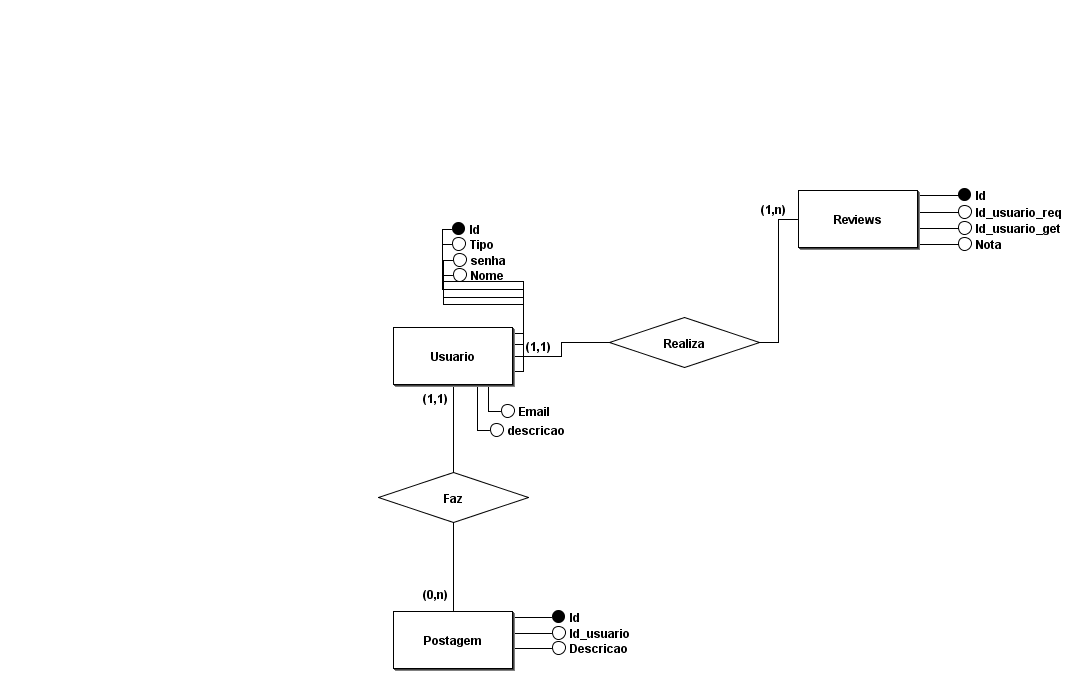 Id
Id_usuario_req
(1,n)
Reviews
Id_usuario_get
Nota
Id
Tipo
senha
Nome
Usuario
(1,1)
Realiza
(1,1)
Email
descricao
Faz
(0,n)
Id
Id_usuario
Postagem
Descricao